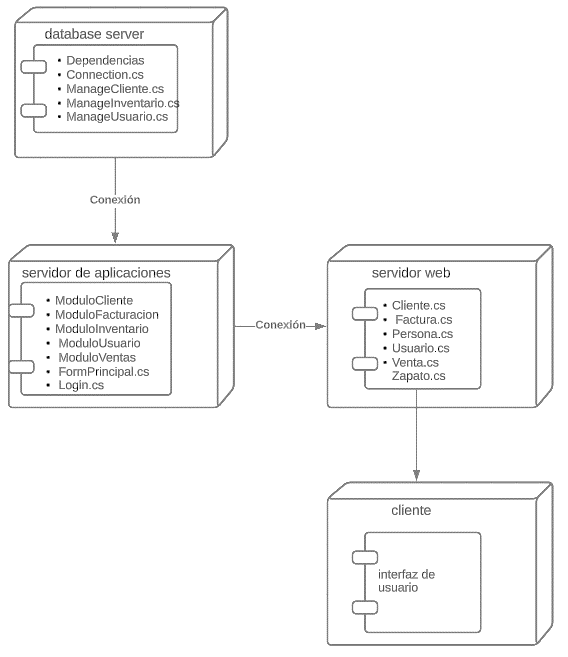 database server
• Dependencias
• Connection.cs
• ManageCliente.cs
• ManageInventario.cs
• ManageUsuario.cs
Conexión
servidor de aplicaciones
• ModuloCliente
• ModuloFacturacion
• ModuloInventario
• ModuloUsuario
• ModuloVentas
• FormPrincipal.cs
• Login.cs
Conexión
servidor web
• Cliente.cs
• Factura.cs
• Persona.cs
• Usuario.cs
• Venta.cs
Zapato.cs
cliente
interfaz de
usuario